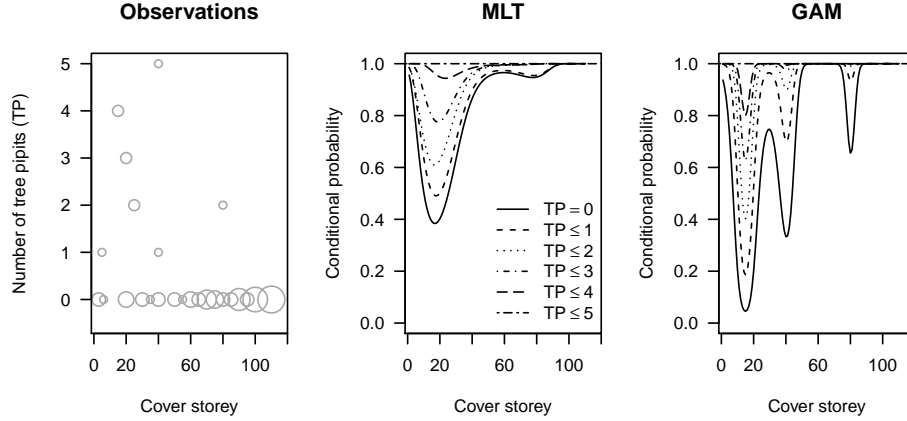 Observations
Number of tree pipits (TP)
5
4
3
2
1
0
0 20 60 100
Cover storey
MLT
Conditional probability
1.0
0.8
0.6
0.4
0.2
0.0
TP = 0
TP ≤ 1
TP ≤ 2
TP ≤ 3
TP ≤ 4
TP ≤ 5
0 20 60 100
Cover storey
GAM
Conditional probability
1.0
0.8
0.6
0.4
0.2
0.0
0 20 60 100
Cover storey